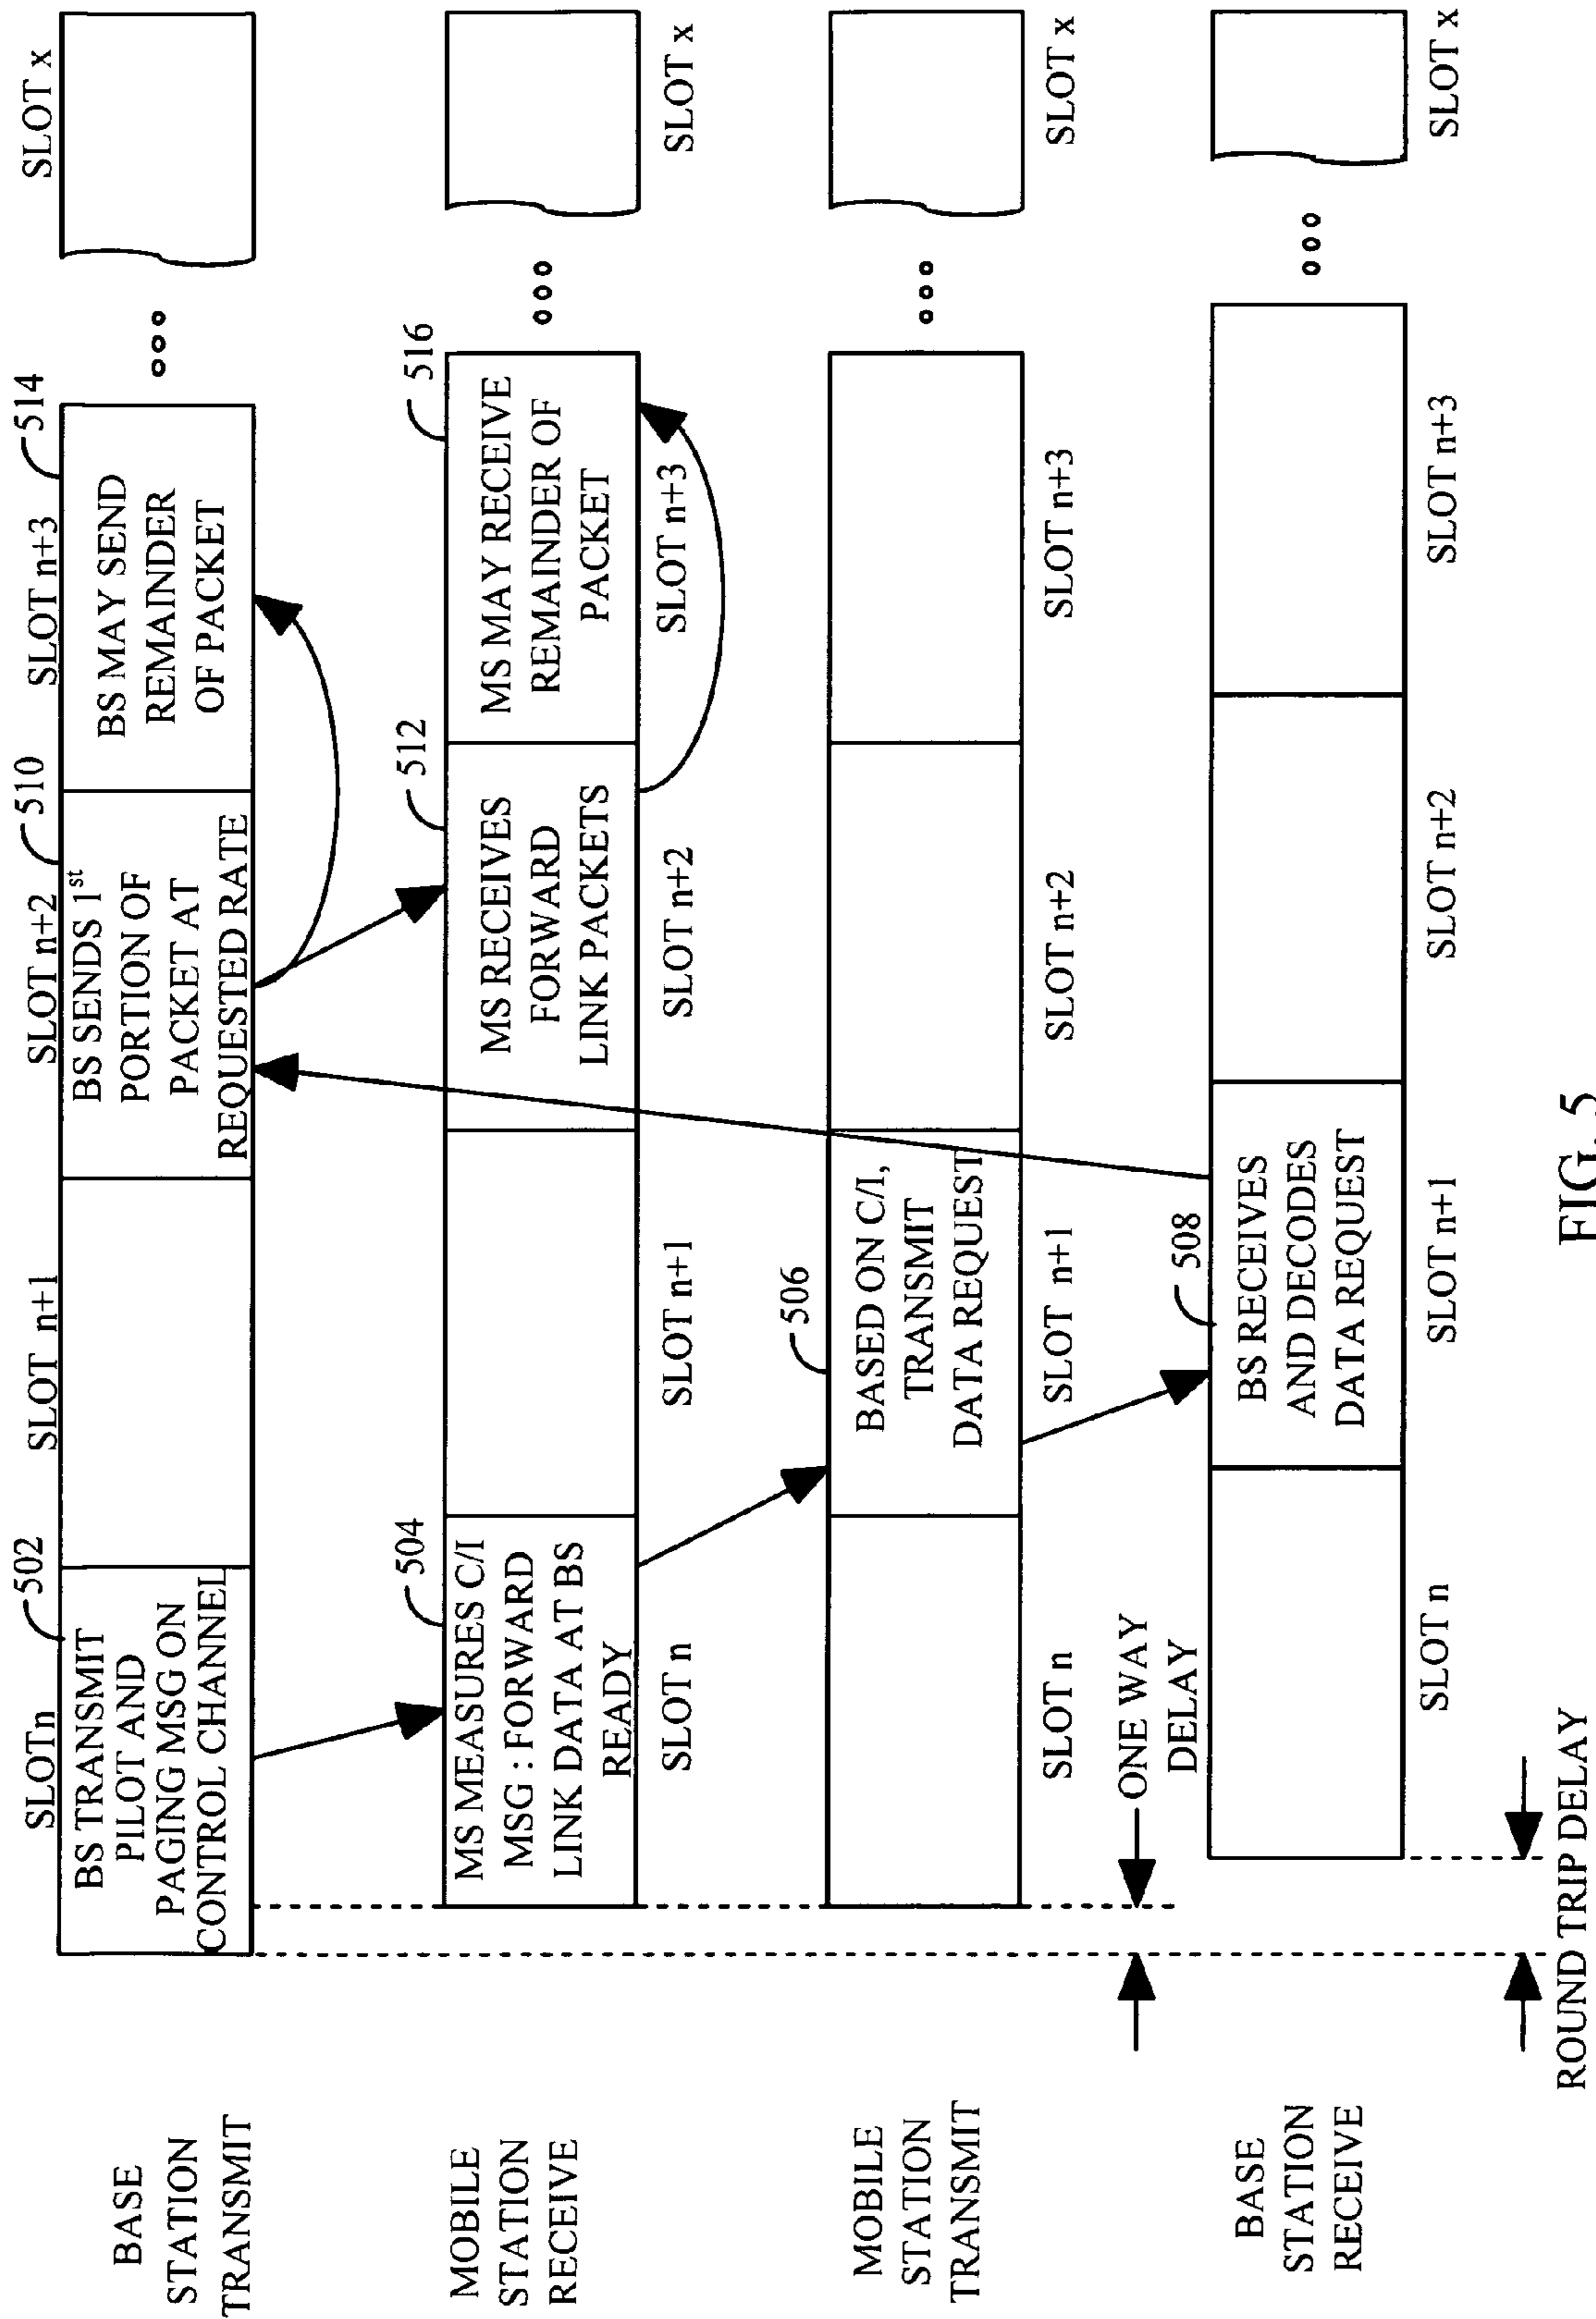 SLOTn
502
SLOT n+1
SLOT n+2
510
SLOT n+3
514
SLOT x
BASE
STATION
TRANSMIT
BS TRANSMIT
PILOT AND
PAGING MSG ON
CONTROL CHANNEL
BS SENDS 1st
PORTION OF
PACKET AT
REQUESTED RATE
BS MAY SEND
REMAINDER
OF PACKET
504
512
516
MOBILE
STATION
RECEIVE
MS MEASURES C/I
MSG : FORWARD
LINK DATA AT BS
READY
MS RECEIVES
FORWARD
LINK PACKETS
MS MAY RECEIVE
REMAINDER OF
PACKET
SLOT n
SLOT n+1
SLOT n+2
SLOT n+3
SLOT x
506
MOBILE
STATION
TRANSMIT
BASED ON C/I,
TRANSMIT
DATA REQUEST
SLOT n
SLOT n+1
SLOT n+2
SLOT n+3
SLOT x
ONE WAY
DELAY
508
BASE
STATION
RECEIVE
BS RECEIVES
AND DECODES
DATA REQUEST
SLOT n
SLOT n+1
SLOT n+2
SLOT n+3
SLOT x
ROUND TRIP DELAY
FIG. 5